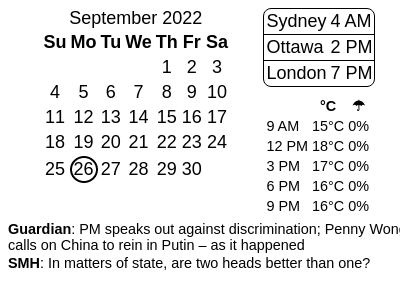 September 2022
Su Mo Tu We Th Fr Sa
1 2 3
4 5 6 7 8 9 10
11 12 13 14 15 16 17
18 19 20 21 22 23 24
25 26 27 28 29 30
Sydney 4 AM
Ottawa 2 PM
London 7 PM
°C ☂
9 AM 15°C 0%
12 PM 18°C 0%
3 PM 17°C 0%
6 PM 16°C 0%
9 PM 16°C 0%
Guardian: PM speaks out against discrimination; Penny
calls on China to rein in Putin – as it happened
SMH: In matters of state, are two heads better than one?